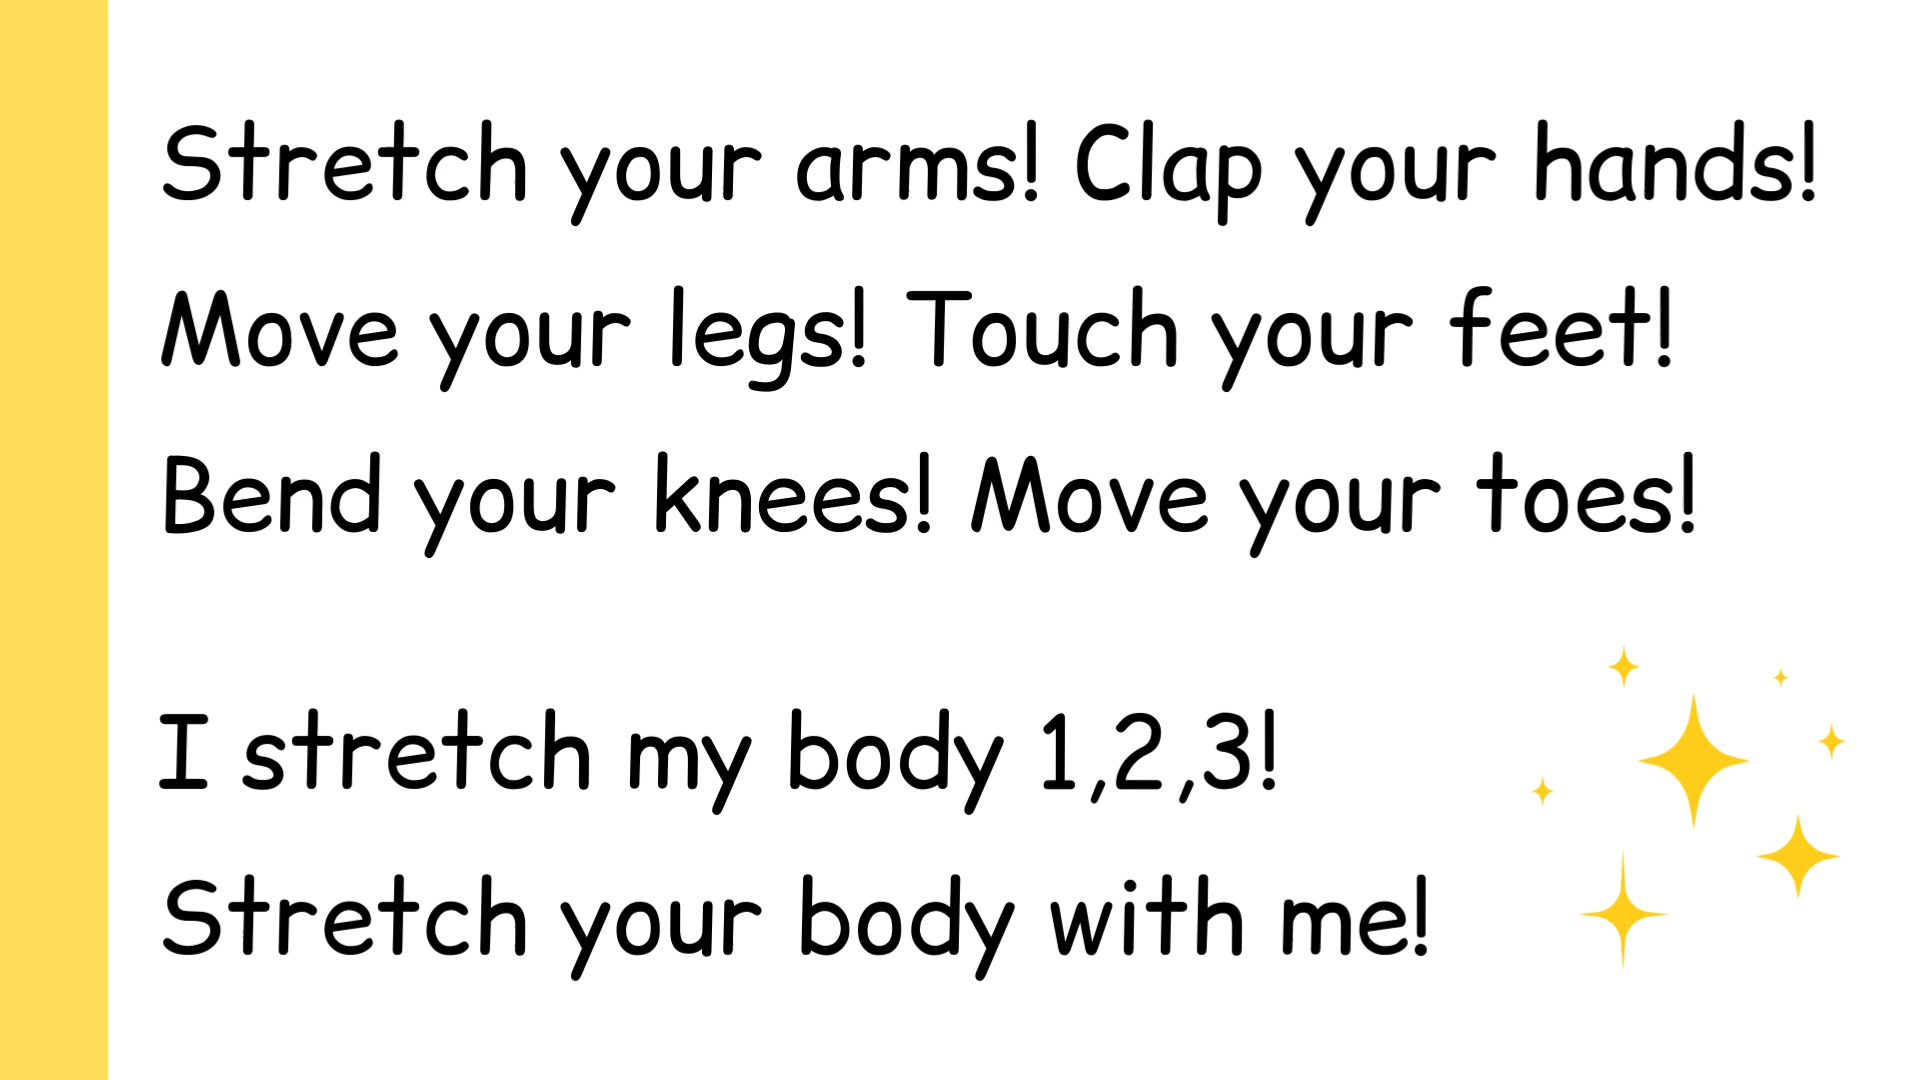 Stretch your arms! Clap your hands!
Move your legs! Touch your feet!
Bend your knees! Move your toes!
I stretch my body 1,2,3!
Stretch your body with me!